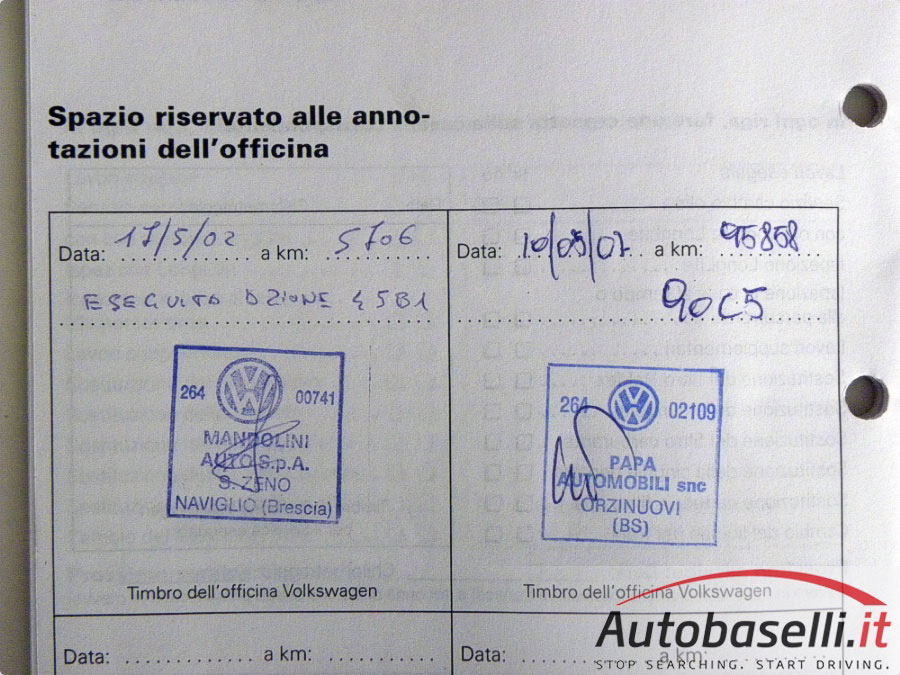 Spazio riservato alle anno-
tazioni dell'officina
Data: 17/5/02 a km: 5706
ESEGUITO AZIONE 45B1
264 00741
MANDOLINI
AUTO S.p.A.
S. ZENO
NAVIGLIO (Brescia)
Timbro dell'officina Volkswagen
Data: 10/05/07 a km: 95858
90C5
264 02109
PAPA
AUTOMOBILI snc
ORZINUOVI
(BS)
Timbro dell'officina Volkswagen
Data: a km:
Data: a km:
Autobaselli.it
STOP SEARCHING. START DRIVING.